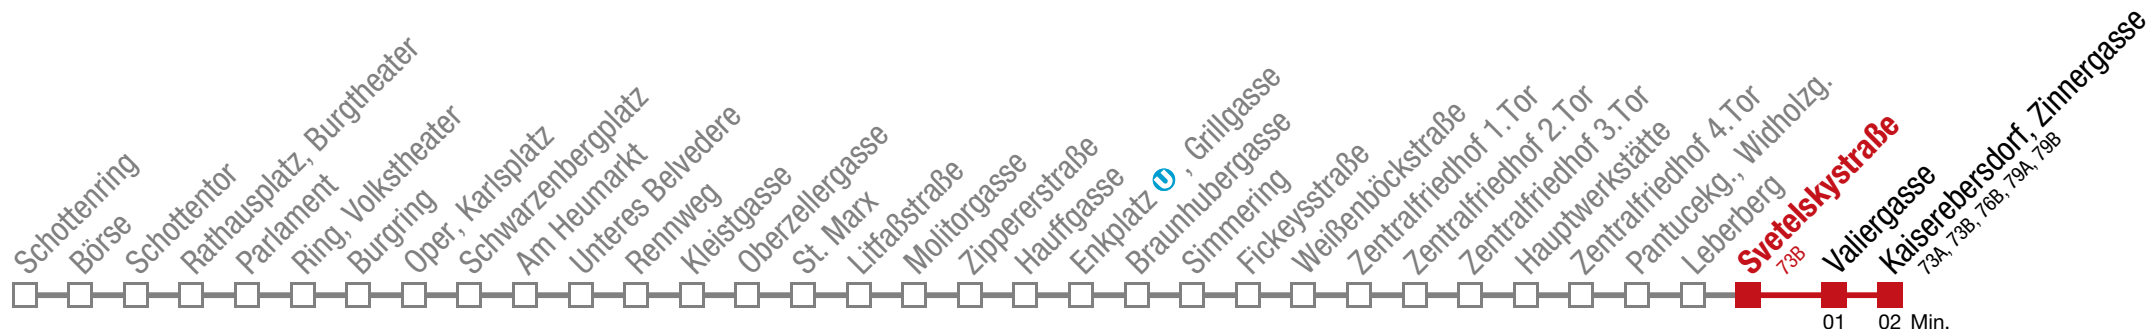 Schottenring
Börse
Schottentor
Rathausplatz, Burgtheater
Parlament
Ring, Volkstheater
Burgring
Oper, Karlsplatz
Schwarzenbergplatz
Am Heumarkt
Unteres Belvedere
Rennweg
Kleistgasse
Oberzellergasse
St. Marx
Litfaßstraße
Molitorgasse
Zippererstraße
Hauffgasse
Enkplatz U, Grillgasse
Braunhubergasse
Simmering
Fickeysstraße
Weißenböckstraße
Zentralfriedhof 1.Tor
Zentralfriedhof 2.Tor
Zentralfriedhof 3.Tor
Hauptwerkstätte
Zentralfriedhof 4.Tor
Pantucekg., Widholzg.
Leberberg
Svetelskystraße
73B
Valiergasse
Kaiserebersdorf, Zinnergasse
73A, 73B, 76B, 79A, 79B
01 02 Min.